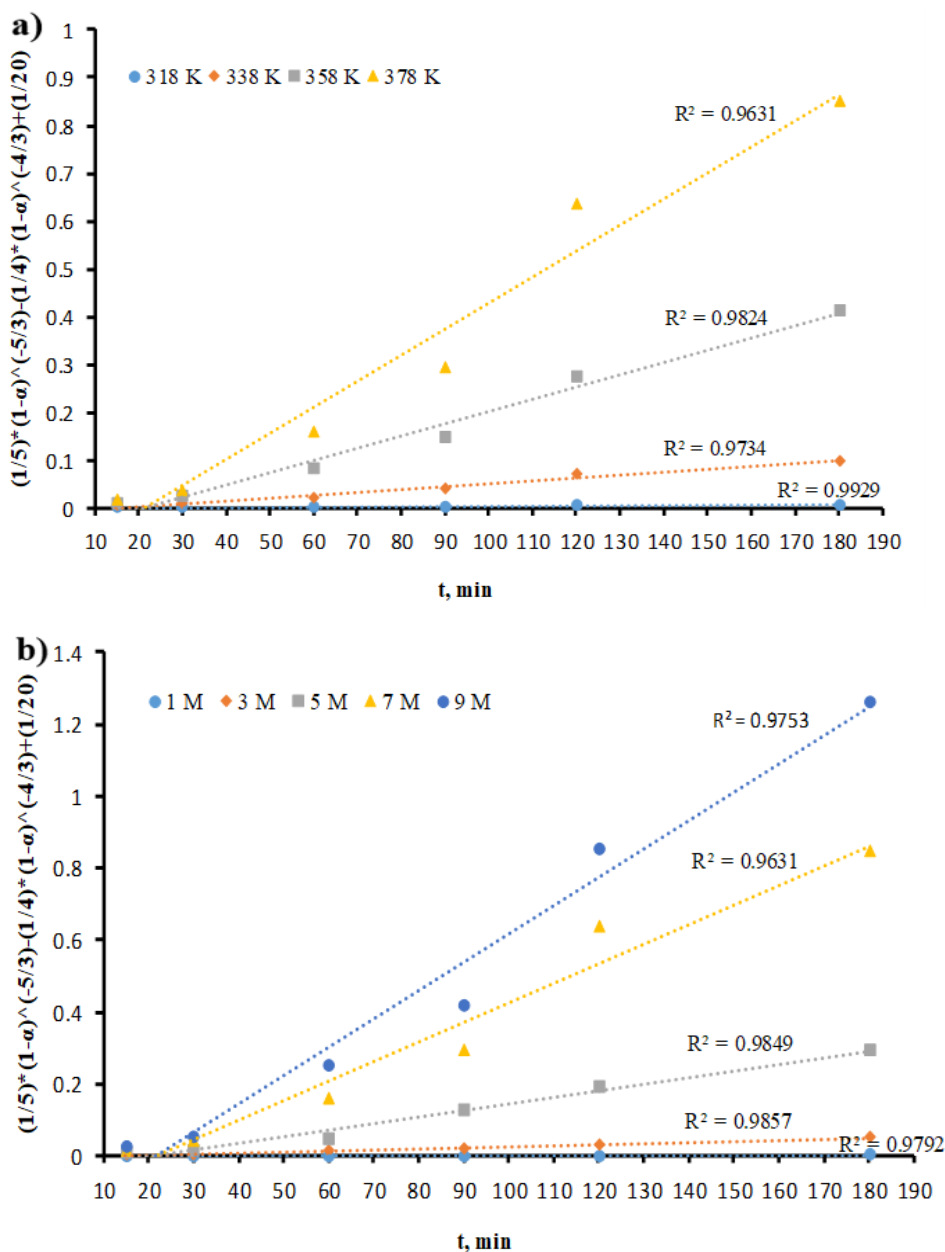 a)
(1/5)*(1-α)^(-5/3)-(1/4)*(1-α)^(-4/3)+(1/20)
1
0.9
0.8
0.7
0.6
0.5
0.4
0.3
0.2
0.1
0
318 K 338 K 358 K 378 K
R² = 0.9631
R² = 0.9824
R² = 0.9734
R² = 0.9929
10 20 30 40 50 60 70 80 90 100 110 120 130 140 150 160 170 180 190
t, min
b)
(1/5)*(1-α)^(-5/3)-(1/4)*(1-α)^(-4/3)+(1/20)
1.4
1.2
1
0.8
0.6
0.4
0.2
0
1 M 3 M 5 M 7 M 9 M
R² = 0.9753
R² = 0.9631
R² = 0.9849
R² = 0.9857
R² = 0.9792
10 20 30 40 50 60 70 80 90 100 110 120 130 140 150 160 170 180 190
t, min